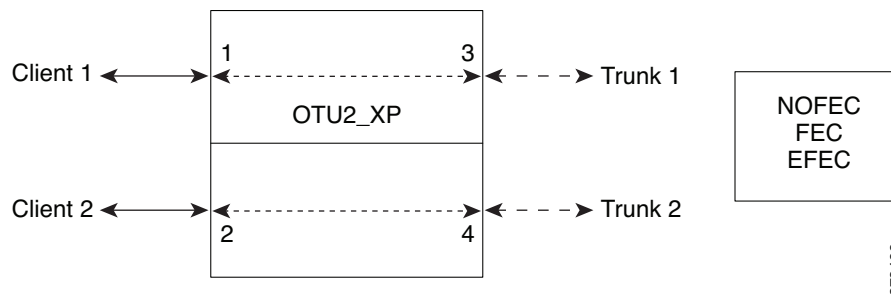 Client 1
1
3
Trunk 1
OTU2_XP
Client 2
2
4
Trunk 2
NOFEC
FEC
EFEC